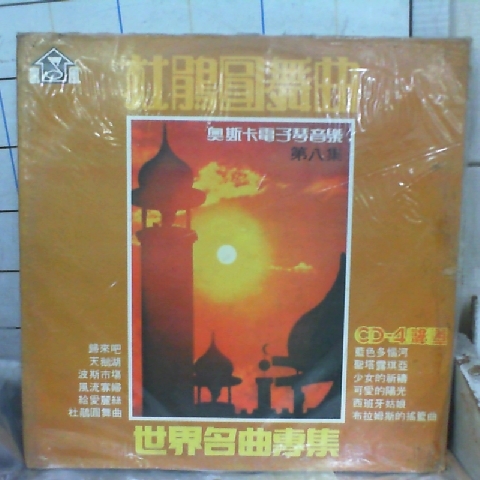 杜鵑圓舞曲
奧斯卡電子琴音樂
第八集
CD-4
歸來吧
天鵝湖
波斯市場
風流寡婦
給愛麗絲
杜鵑圓舞曲
藍色多惱河
聖塔露琪亞
少女的祈禱
可愛的陽光
西班牙姑娘
布拉姆斯的搖籃曲
世界名曲專集